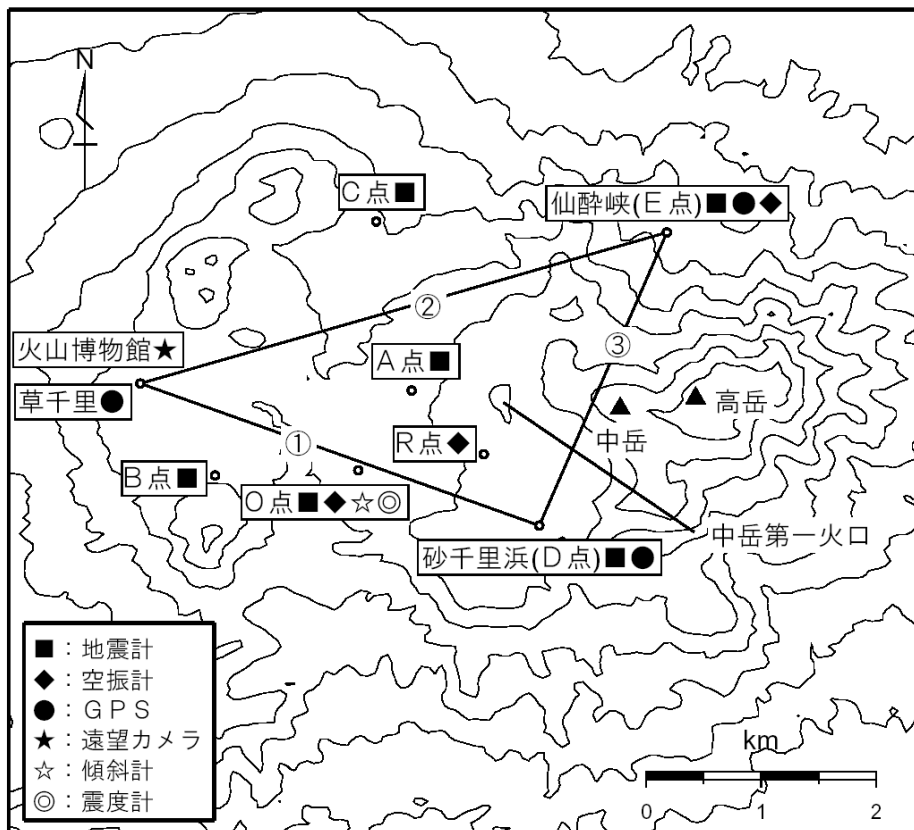 N
C点■
仙酔峡(E点)■●◆
②
③
火山博物館★
A点■
草千里●
高岳
中岳
①
R点◆
B点■
O点■◆☆◎
中岳第一火口
砂千里浜(D点)■●
■：地震計
◆：空振計
●：GPS
★：遠望カメラ
☆：傾斜計
◎：震度計
km
0 1 2